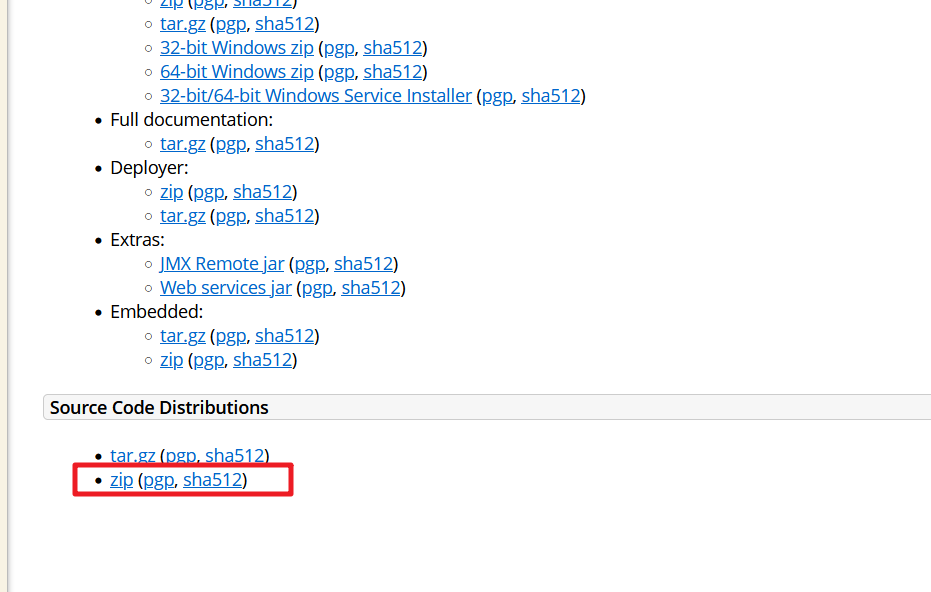 zip (pgp, sha512)
tar.gz (pgp, sha512)
32-bit Windows zip (pgp, sha512)
64-bit Windows zip (pgp, sha512)
32-bit/64-bit Windows Service Installer (pgp, sha512)
Full documentation:
tar.gz (pgp, sha512)
Deployer:
zip (pgp, sha512)
tar.gz (pgp, sha512)
Extras:
JMX Remote jar (pgp, sha512)
Web services jar (pgp, sha512)
Embedded:
tar.gz (pgp, sha512)
zip (pgp, sha512)
Source Code Distributions
tar.gz (pgp, sha512)
zip (pgp, sha512)